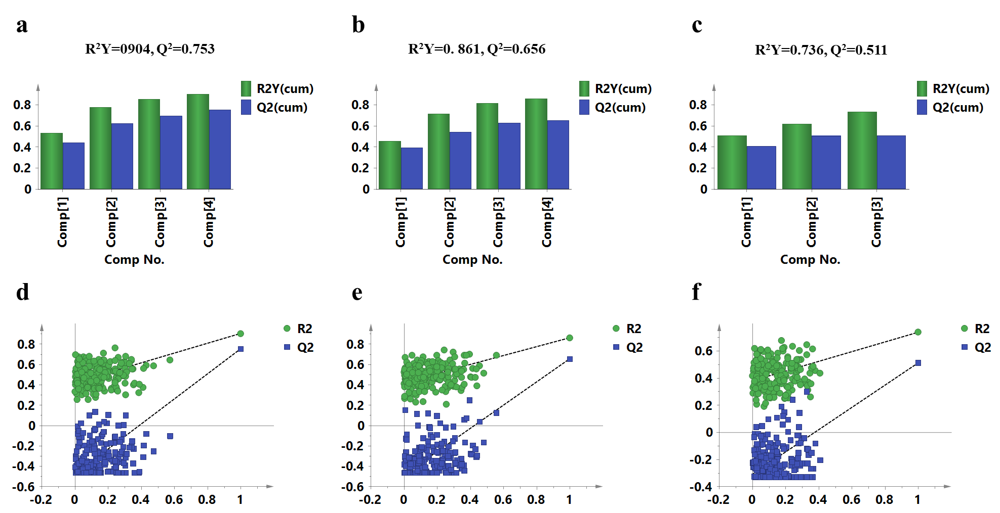 a
R²Y=0904, Q²=0.753
R2Y(cum)
Q2(cum)
0.8
0.6
0.4
0.2
0
Comp[1]
Comp[2]
Comp[3]
Comp[4]
Comp No.
b
R²Y=0. 861, Q²=0.656
R2Y(cum)
Q2(cum)
0.8
0.6
0.4
0.2
0
Comp[1]
Comp[2]
Comp[3]
Comp[4]
Comp No.
c
R²Y=0.736, Q²=0.511
R2Y(cum)
Q2(cum)
0.8
0.6
0.4
0.2
0
Comp[1]
Comp[2]
Comp[3]
Comp No.
d
R2
Q2
0.8
0.6
0.4
0.2
0
-0.2
-0.4
-0.6
-0.2 0 0.2 0.4 0.6 0.8 1
e
R2
Q2
0.8
0.6
0.4
0.2
0
-0.2
-0.4
-0.6
-0.2 0 0.2 0.4 0.6 0.8 1
f
R2
Q2
0.6
0.4
0.2
0
-0.2
-0.4
-0.2 0 0.2 0.4 0.6 0.8 1